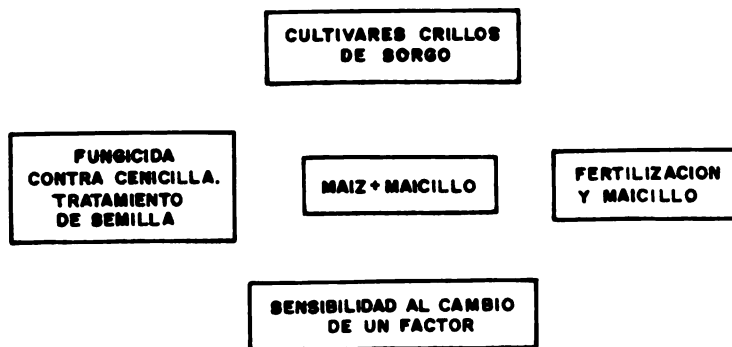 CULTIVARES CRILLOS
DE SORGO
FUNGICIDA
CONTRA CENICILLA.
TRATAMIENTO
DE SEMILLA
MAIZ + MAICILLO
FERTILIZACION
Y MAICILLO
SENSIBILIDAD AL CAMBIO
DE UN FACTOR